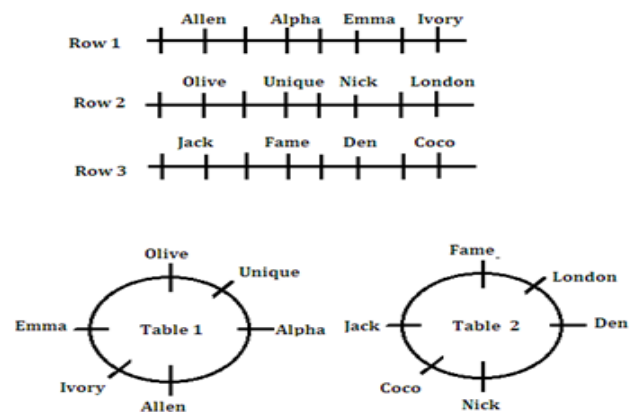 Allen Alpha Emma Ivory
Row 1
Olive Unique Nick London
Row 2
Jack Fame Den Coco
Row 3
Olive
Unique
Emma Table 1 Alpha
Ivory
Allen
Fame
London
Jack Table 2 Den
Coco
Nick